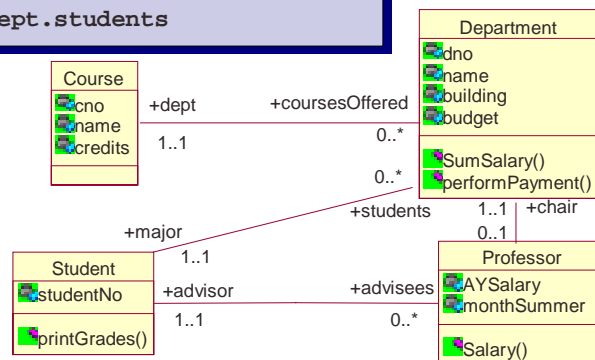 ept.students
Department
dno
name
building
budget
SumSalary()
performPayment()
Course
cno
name
credits
+dept
+coursesOffered
1..1
0..*
0..*
+students
+major
1..1
1..1
+chair
0..1
Student
studentNo
printGrades()
+advisor
+advisees
1..1
0..*
Professor
AYSalary
monthSummer
Salary()